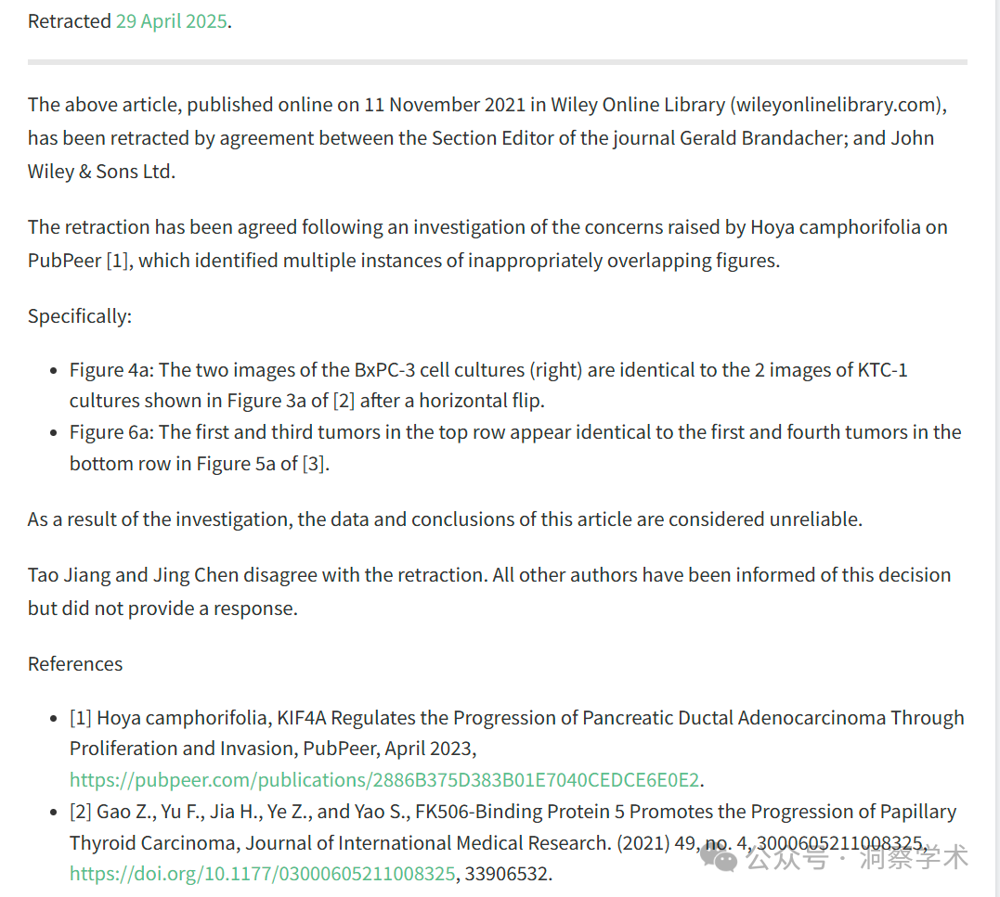 Retracted 29 April 2025.
The above article, published online on 11 November 2021 in Wiley Online Library (wileyonlinelibrary.com),
has been retracted by agreement between the Section Editor of the journal Gerald Brandacher; and John
Wiley & Sons Ltd.
The retraction has been agreed following an investigation of the concerns raised by Hoya camphorifolia on
PubPeer [1], which identified multiple instances of inappropriately overlapping figures.
Specifically:
• Figure 4a: The two images of the BxPC-3 cell cultures (right) are identical to the 2 images of KTC-1
cultures shown in Figure 3a of [2] after a horizontal flip.
• Figure 6a: The first and third tumors in the top row appear identical to the first and fourth tumors in the
bottom row in Figure 5a of [3].
As a result of the investigation, the data and conclusions of this article are considered unreliable.
Tao Jiang and Jing Chen disagree with the retraction. All other authors have been informed of this decision
but did not provide a response.
References
• [1] Hoya camphorifolia, KIF4A Regulates the Progression of Pancreatic Ductal Adenocarcinoma Through
Proliferation and Invasion, PubPeer, April 2023,
https://pubpeer.com/publications/2886B375D383B01E7040CEDCE6E0E2.
• [2] Gao Z., Yu F., Jia H., Ye Z., and Yao S., FK506-Binding Protein 5 Promotes the Progression of Papillary
Thyroid Carcinoma, Journal of International Medical Research. (2021) 49, no. 4, 3000605211008325,
https://doi.org/10.1177/03000605211008325, 33906532.
公众号 · 洞察学术